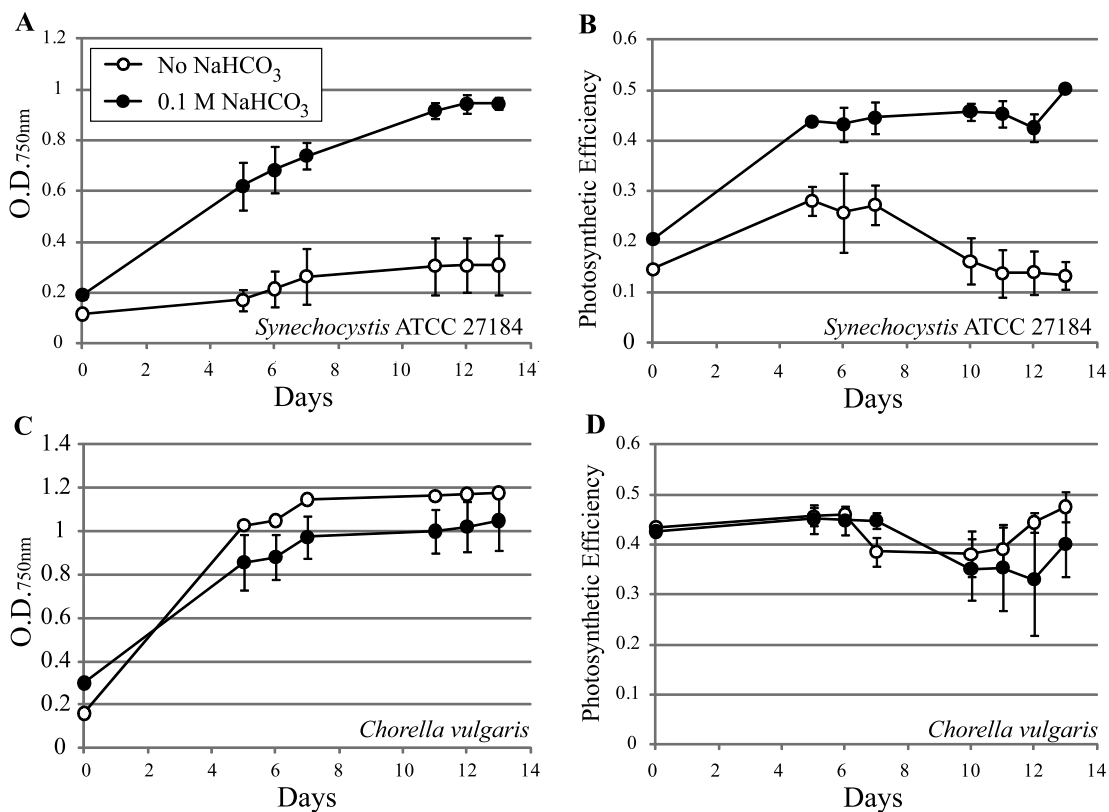 A
1.2
1
0.8
0.6
0.4
0.2
0
O.D.750nm
No NaHCO3
0.1 M NaHCO3
Synechocystis ATCC 27184
0 2 4 6 8 10 12 14
Days
B
0.6
0.5
0.4
0.3
0.2
0.1
0
Photosynthetic Efficiency
Synechocystis ATCC 27184
0 2 4 6 8 10 12 14
Days
C
1.4
1.2
1
0.8
0.6
0.4
0.2
0
O.D.750nm
Chorella vulgaris
0 2 4 6 8 10 12 14
Days
D
0.6
0.5
0.4
0.3
0.2
0.1
0
Photosynthetic Efficiency
Chorella vulgaris
0 2 4 6 8 10 12 14
Days